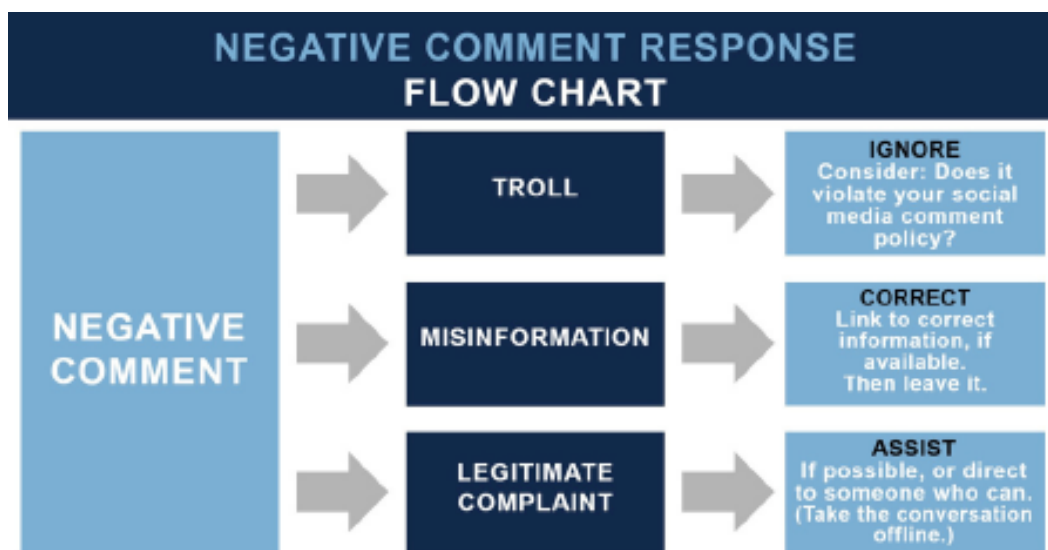 NEGATIVE COMMENT RESPONSE
FLOW CHART
NEGATIVE
COMMENT
TROLL
IGNORE
Consider: Does it
violate your social
media comment
policy?
MISINFORMATION
CORRECT
Link to correct
information, if
available.
Then leave it.
LEGITIMATE
COMPLAINT
ASSIST
If possible, or direct
to someone who can.
(Take the conversation
offline.)